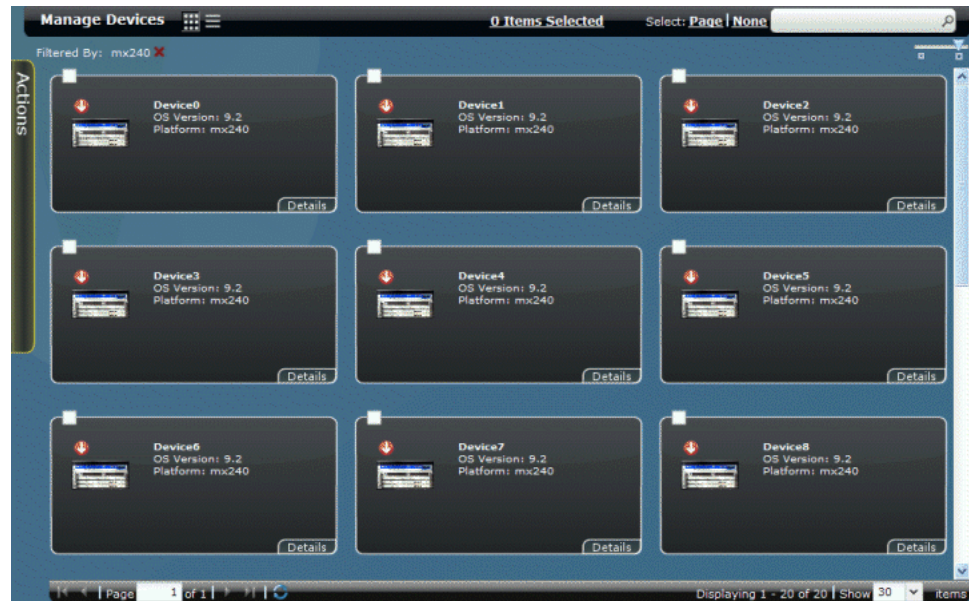 Manage Devices 0 Items Selected Select: Page | None
Filtered By: mx240
Actions
Device0
OS Version: 9.2
Platform: mx240
Details
Device1
OS Version: 9.2
Platform: mx240
Details
Device2
OS Version: 9.2
Platform: mx240
Details
Device3
OS Version: 9.2
Platform: mx240
Details
Device4
OS Version: 9.2
Platform: mx240
Details
Device5
OS Version: 9.2
Platform: mx240
Details
Device6
OS Version: 9.2
Platform: mx240
Details
Device7
OS Version: 9.2
Platform: mx240
Details
Device8
OS Version: 9.2
Platform: mx240
Details
Page 1 of 1 Displaying 1 - 20 of 20 | Show 30 items